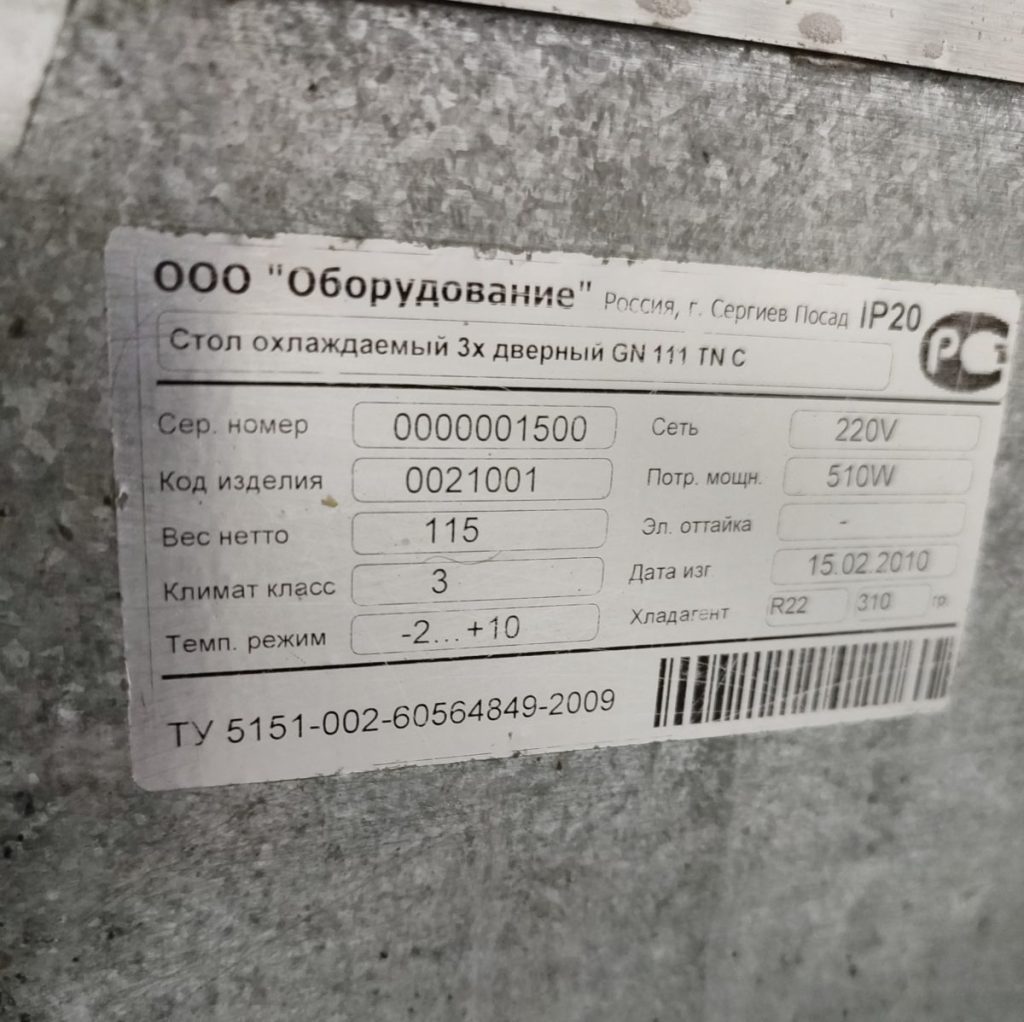 ООО "Оборудование" Россия, г. Сергиев Посад IP20
Стол охлаждаемый 3х дверный GN 111 TN C
РС
Сер. номер 0000001500 Сеть 220V
Код изделия 0021001 Потр. мощн. 510W
Вес нетто 115 Эл. оттайка -
Климат класс 3 Дата изг. 15.02.2010
Темп. режим -2...+10 Хладагент R22 310 гр.
ТУ 5151-002-60564849-2009